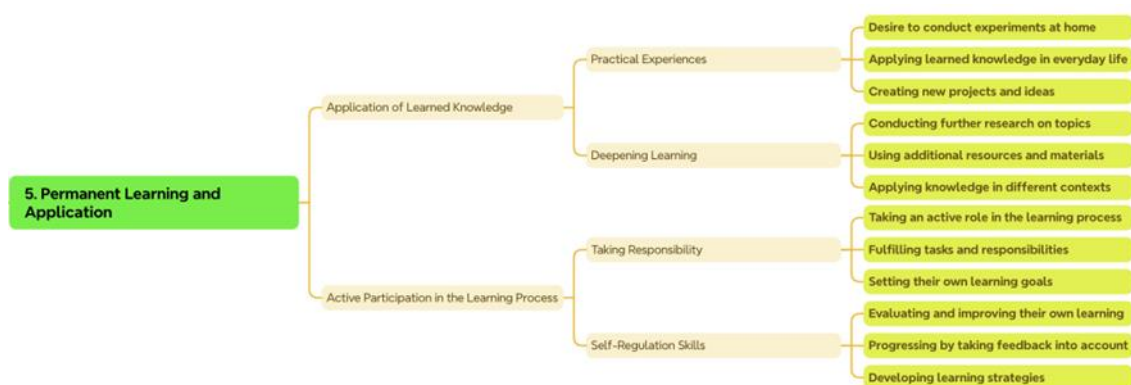 5. Permanent Learning and
Application
Application of Learned Knowledge
Practical Experiences
Desire to conduct experiments at home
Applying learned knowledge in everyday life
Creating new projects and ideas
Deepening Learning
Conducting further research on topics
Using additional resources and materials
Applying knowledge in different contexts
Active Participation in the Learning Process
Taking Responsibility
Taking an active role in the learning process
Fulfilling tasks and responsibilities
Setting their own learning goals
Self-Regulation Skills
Evaluating and improving their own learning
Progressing by taking feedback into account
Developing learning strategies